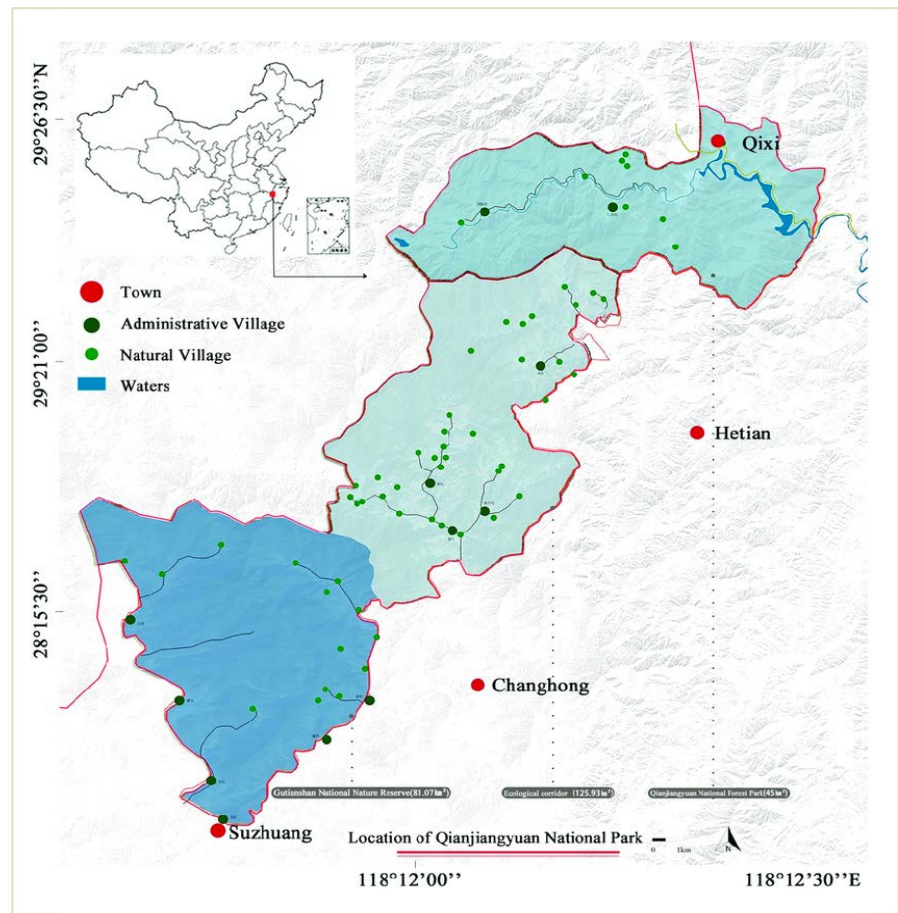 29°26'30''N
Qixi
Town
Administrative Village
Natural Village
Waters
29°21'00''
Hetian
28°15'30''
Changhong
Gutianshan National Nature Reserve(81.07km²)
Ecological corridor (125.93km²)
Qianjiangyuan National Forest Park(45km²)
Suzhuang
Location of Qianjiangyuan National Park
0 1km
N
118°12'00''
118°12'30''E